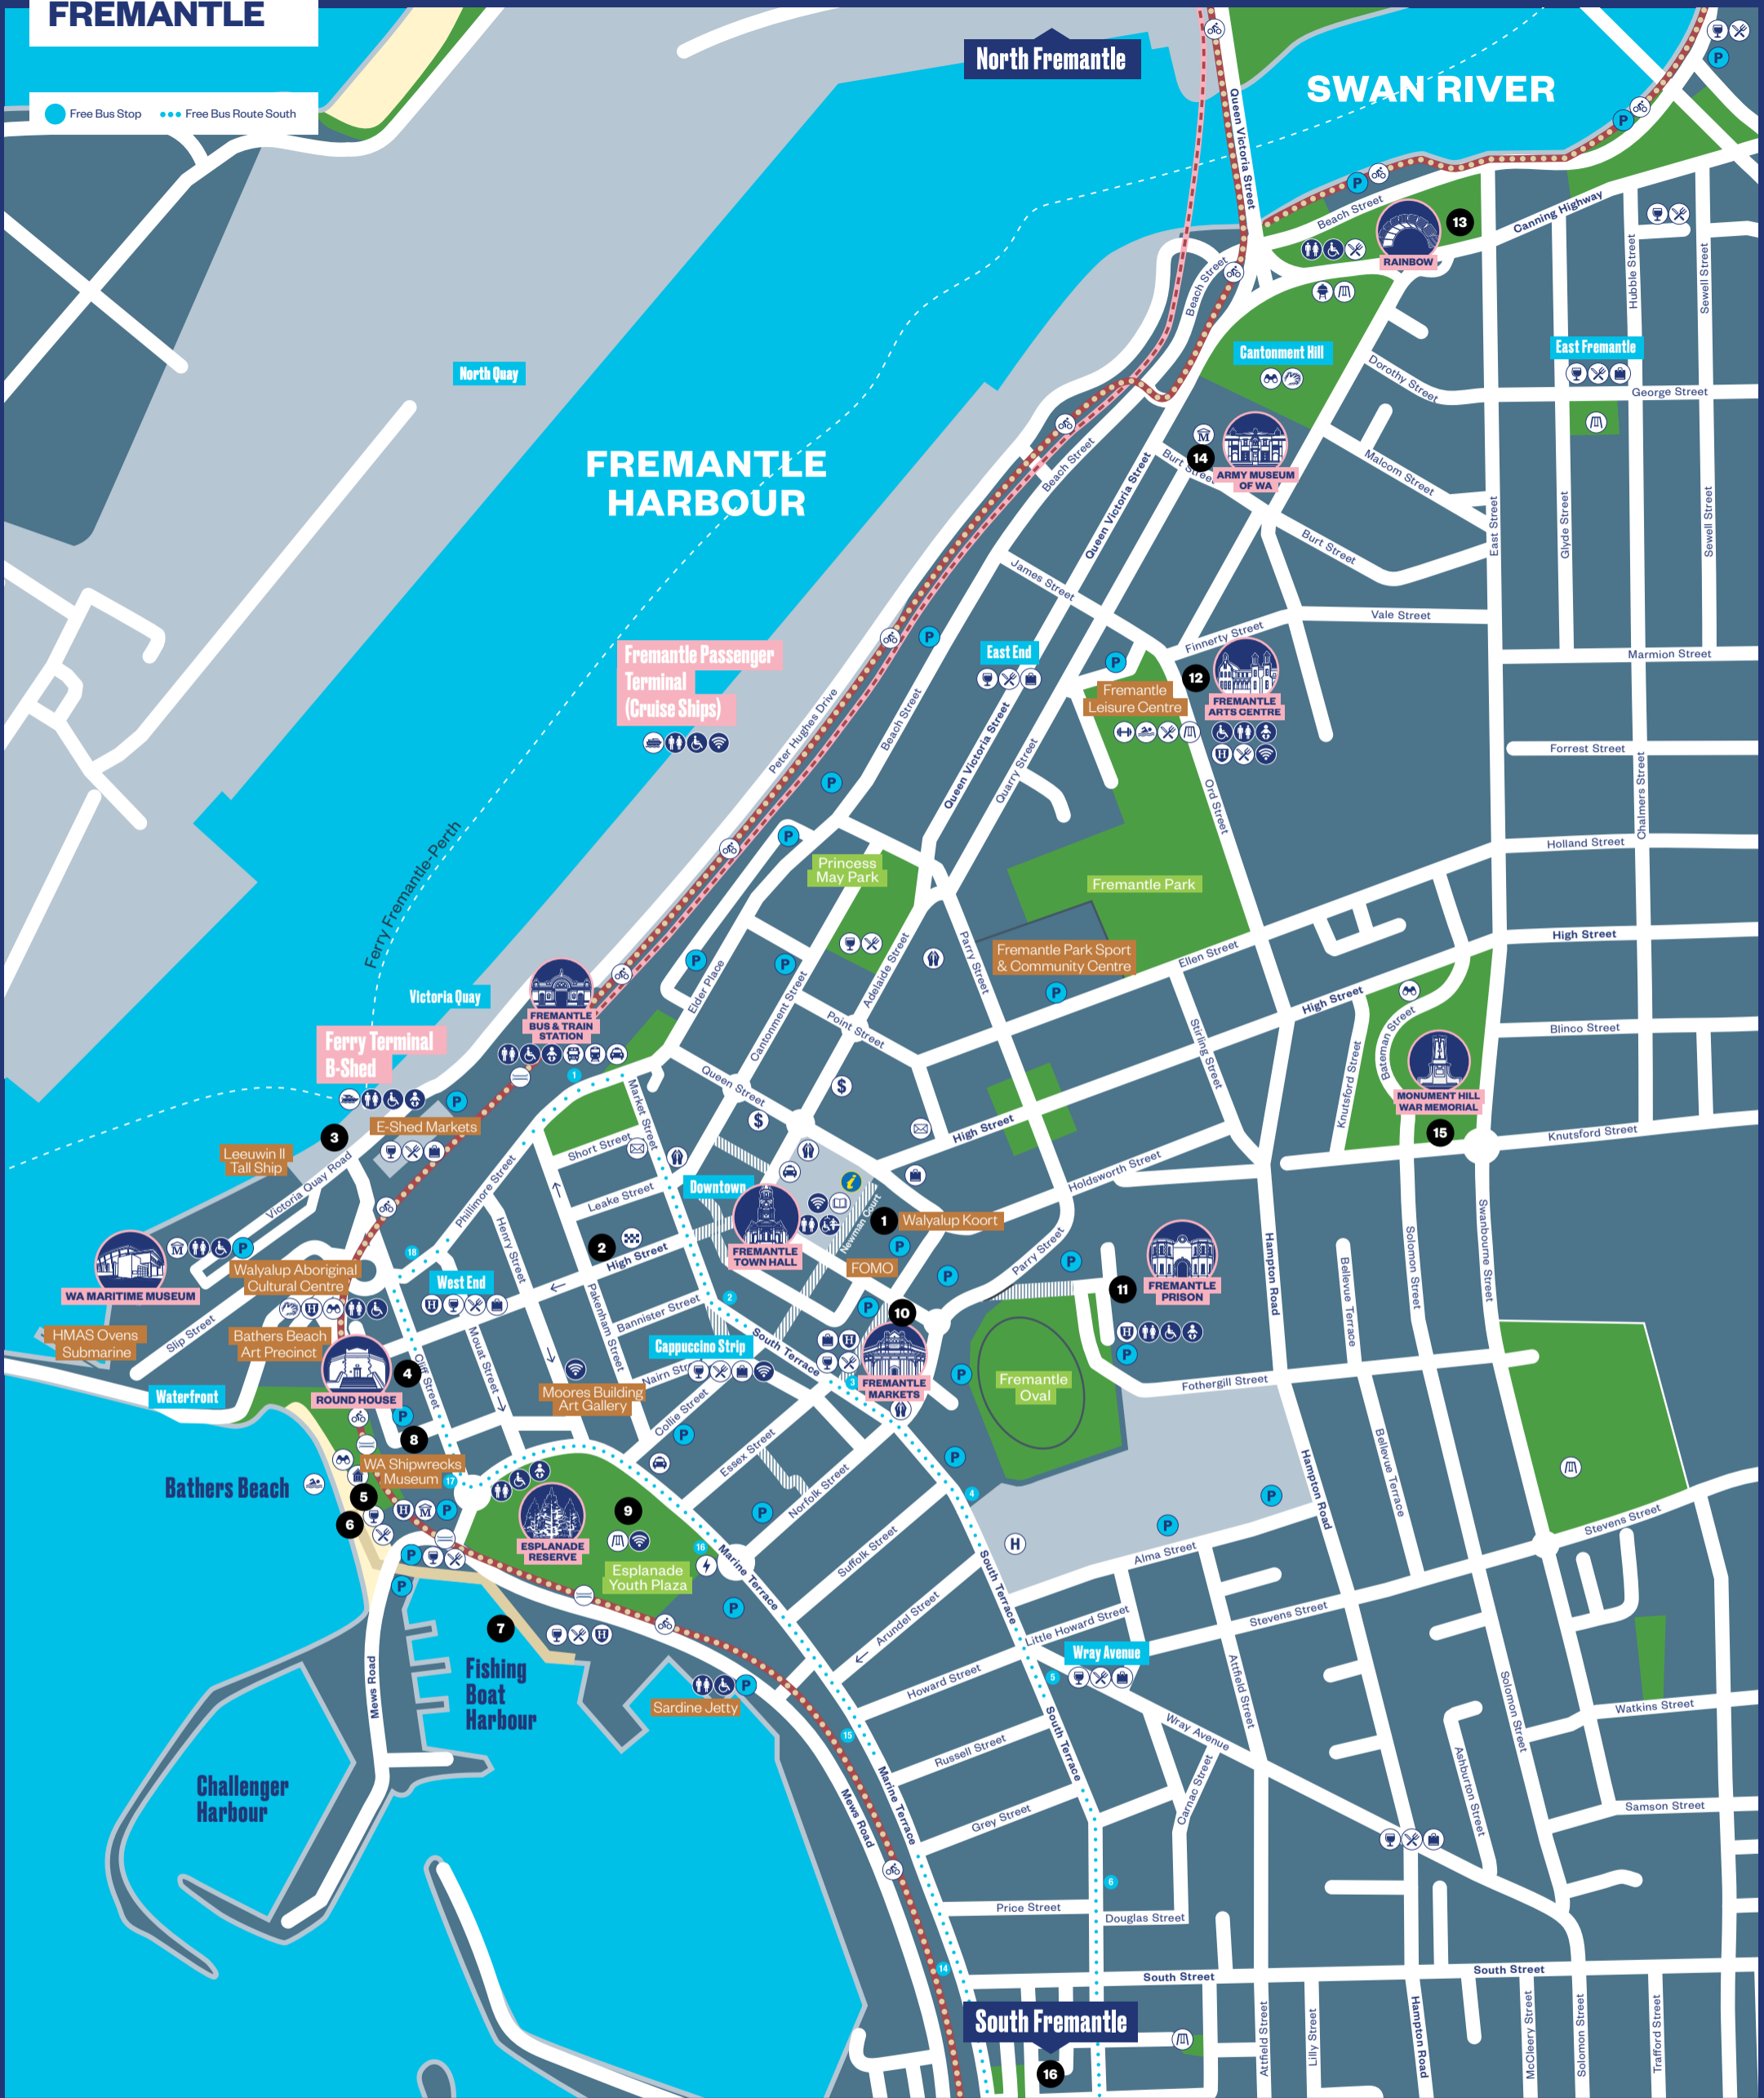 FREMANTLE
Free Bus Stop
Free Bus Route South
North Fremantle
SWAN RIVER
Queen Victoria Street
P
P
P
Beach Street
13
Canning Highway
RAINBOW
Hubble Street
Sewell Street
Beach Street
Cantonment Hill
East Fremantle
Dorothy Street
George Street
North Quay
FREMANTLE
HARBOUR
Beach Street
M
14
Burt Street
ARMY MUSEUM
OF WA
Malcom Street
Queen Victoria Street
East Street
Glyde Street
Sewell Street
Burt Street
James Street
Vale Street
Finnerty Street
Marmion Street
Fremantle Passenger
Terminal
(Cruise Ships)
P
East End
P
12
Fremantle
Leisure Centre
FREMANTLE
ARTS CENTRE
H
Peter Hughes Drive
Beach Street
Queen Victoria Street
Quarry Street
Ord Street
Forrest Street
Chalmers Street
P
P
Holland Street
Ferry Fremantle-Perth
Princess
May Park
Fremantle Park
Adelaide Street
Parry Street
Fremantle Park Sport
& Community Centre
Ellen Street
High Street
P
P
P
Elder Place
Cantonment Street
Victoria Quay
FREMANTLE
BUS & TRAIN
STATION
Point Street
High Street
Stirling Street
Bateman Street
Knutsford Street
Blinco Street
Ferry Terminal
B-Shed
1
Queen Street
Market Street
$
$
MONUMENT HILL
WAR MEMORIAL
15
Knutsford Street
P
E-Shed Markets
3
Leeuwin II
Tall Ship
Short Street
High Street
Holdsworth Street
Victoria Quay Road
Phillimore Street
Leake Street
Downtown
i
Newman Court
1
Walyalup Koort
FREMANTLE
TOWN HALL
FOMO
P
P
P
P
Parry Street
11
FREMANTLE
PRISON
H
P
Hampton Road
Bellevue Terrace
Solomon Street
Swanbourne Street
M
P
WA MARITIME MUSEUM
Walyalup Aboriginal
Cultural Centre
H
18
Henry Street
2
High Street
West End
H
Pakenham Street
Bannister Street
2
HMAS Ovens
Submarine
Slip Street
Bathers Beach
Art Precinct
Mouat Street
Cliff Street
Cappuccino Strip
South Terrace
H
10
FREMANTLE
MARKETS
3
P
Fremantle
Oval
Fothergill Street
Waterfront
ROUND HOUSE
4
P
8
Moores Building
Art Gallery
Collie Street
P
Essex Street
Norfolk Street
P
Bathers Beach
WA Shipwrecks
Museum
17
5
6
H
M
P
P
P
ESPLANADE
RESERVE
9
Esplanade
Youth Plaza
16
P
P
Marine Terrace
Suffolk Street
Arundel Street
4
H
P
P
Alma Street
Hampton Road
Bellevue Terrace
Stevens Street
South Terrace
Little Howard Street
Stevens Street
Wray Avenue
5
7
H
Fishing
Boat
Harbour
P
Sardine Jetty
Howard Street
15
Russell Street
South Terrace
Wray Avenue
Attfield Street
Solomon Street
Watkins Street
Mews Road
Challenger
Harbour
Mews Road
Marine Terrace
Grey Street
Carnac Street
Ashburton Street
Samson Street
6
Price Street
Douglas Street
14
South Street
South Street
South Fremantle
16
Attfield Street
Lilly Street
Hampton Road
McCleery Street
Solomon Street
Trafford Street